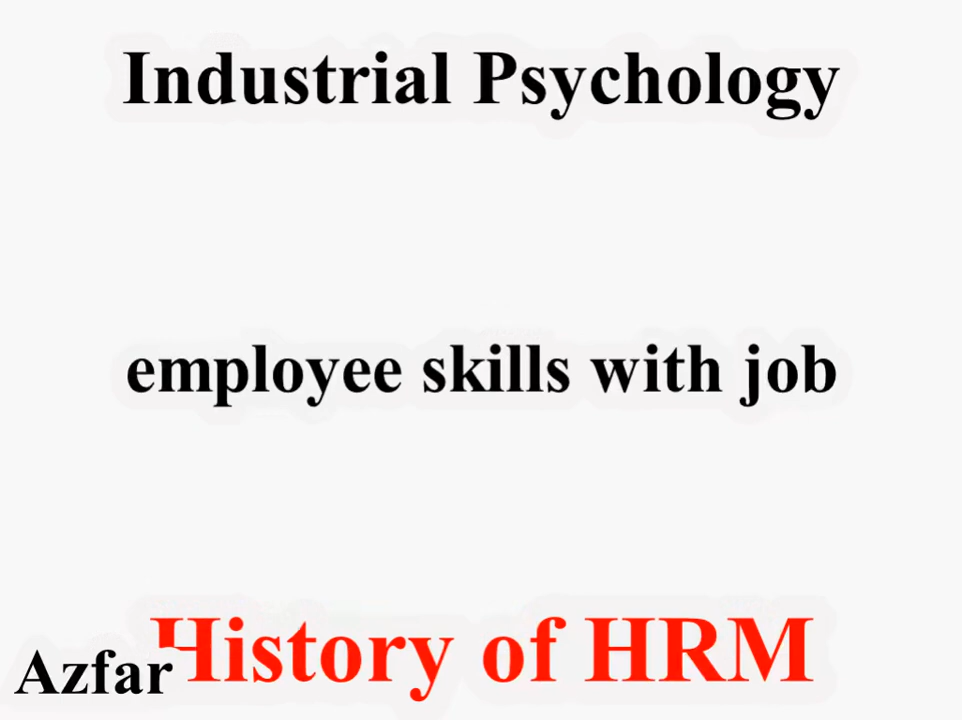 Industrial Psychology
employee skills with job
History of HRM
Azfar